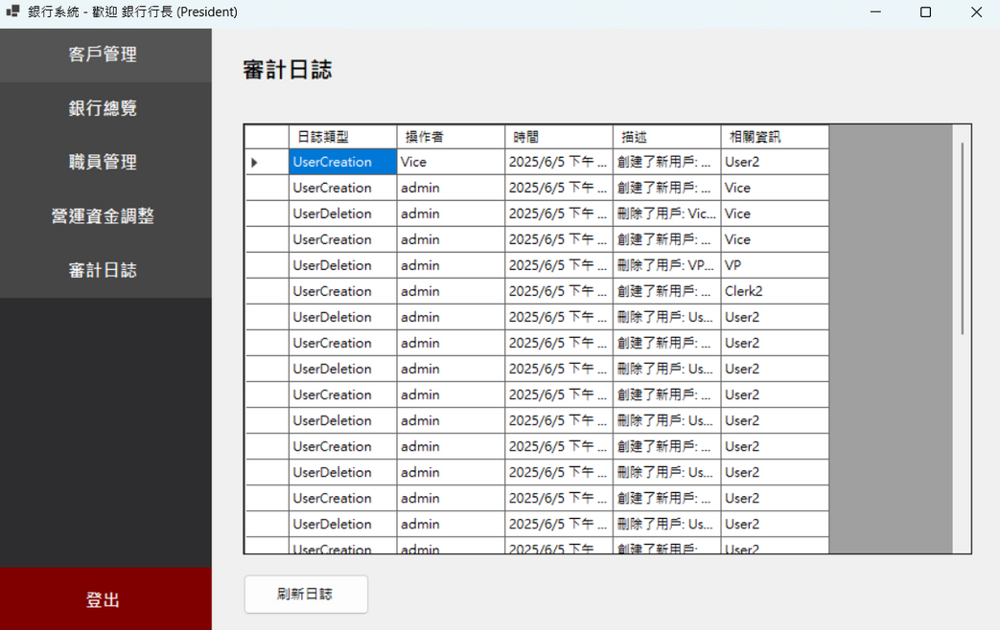 銀行系統 - 歡迎 銀行行長 (President)
客戶管理
銀行總覽
職員管理
營運資金調整
審計日誌
登出
審計日誌
日誌類型 操作者 時間 描述 相關資訊
UserCreation Vice 2025/6/5 下午 ... 創建了新用戶: ... User2
UserCreation admin 2025/6/5 下午 ... 創建了新用戶: ... Vice
UserDeletion admin 2025/6/5 下午 ... 刪除了用戶: Vic... Vice
UserCreation admin 2025/6/5 下午 ... 創建了新用戶: ... Vice
UserDeletion admin 2025/6/5 下午 ... 刪除了用戶: VP... VP
UserCreation admin 2025/6/5 下午 ... 創建了新用戶: ... Clerk2
UserDeletion admin 2025/6/5 下午 ... 刪除了用戶: Us... User2
UserCreation admin 2025/6/5 下午 ... 創建了新用戶: ... User2
UserDeletion admin 2025/6/5 下午 ... 刪除了用戶: Us... User2
UserCreation admin 2025/6/5 下午 ... 創建了新用戶: ... User2
UserDeletion admin 2025/6/5 下午 ... 刪除了用戶: Us... User2
UserCreation admin 2025/6/5 下午 ... 創建了新用戶: ... User2
UserDeletion admin 2025/6/5 下午 ... 刪除了用戶: Us... User2
UserCreation admin 2025/6/5 下午 ... 創建了新用戶: ... User2
UserDeletion admin 2025/6/5 下午 ... 刪除了用戶: Us... User2
UserCreation admin 2025/6/5 下午 創建了新用戶: User2
刷新日誌